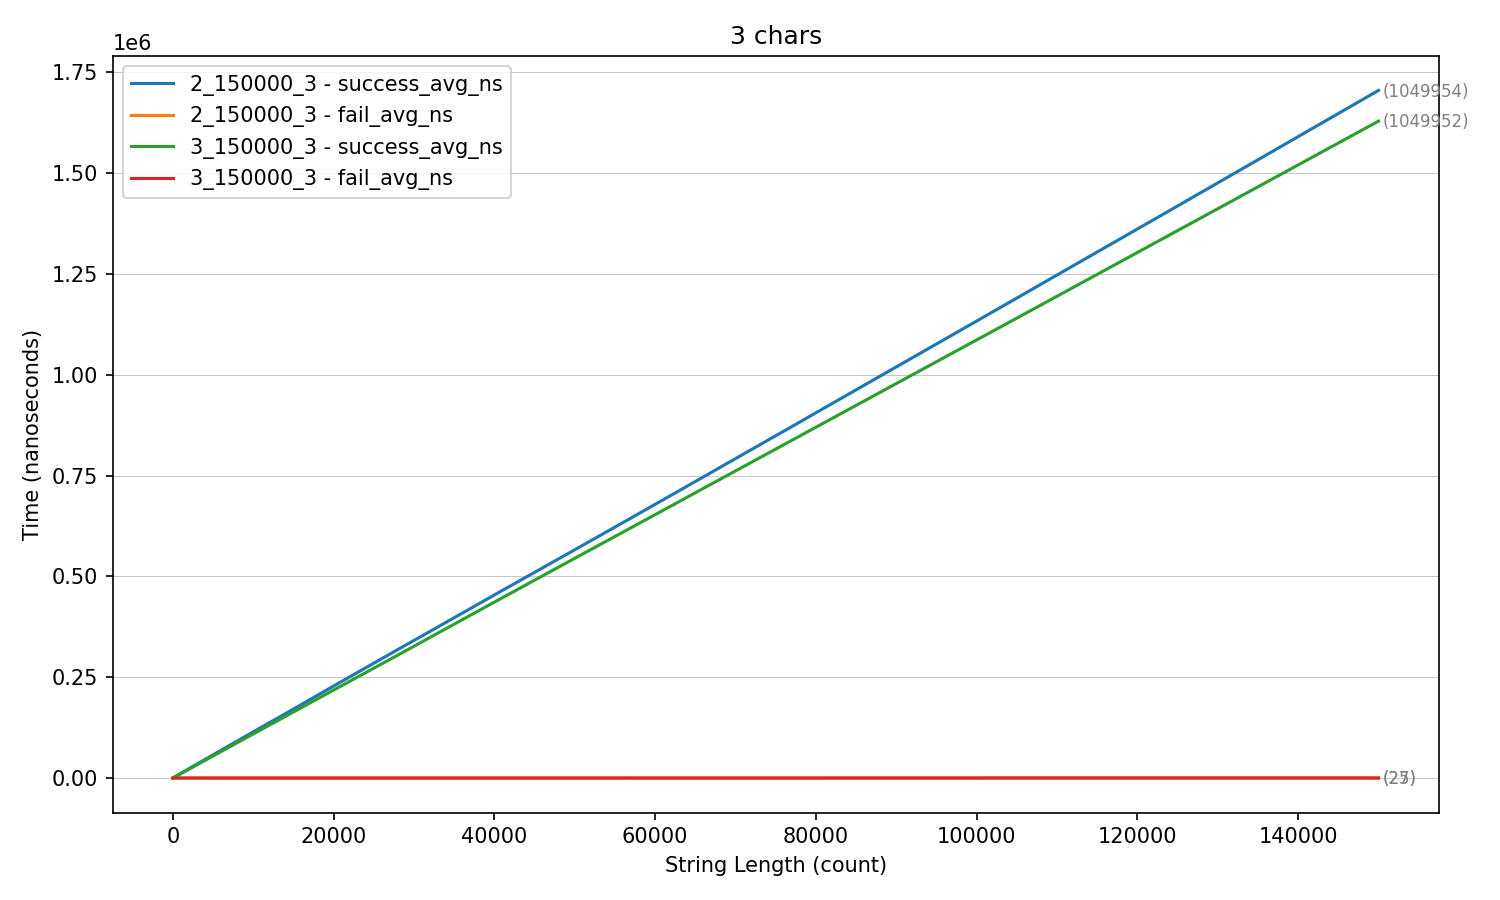 3 chars
1e6
2_150000_3 - success_avg_ns
2_150000_3 - fail_avg_ns
3_150000_3 - success_avg_ns
3_150000_3 - fail_avg_ns
(1049954)
(1049952)
1.75
1.50
1.25
1.00
0.75
0.50
0.25
0.00
Time (nanoseconds)
0
20000
40000
60000
80000
100000
120000
140000
String Length (count)